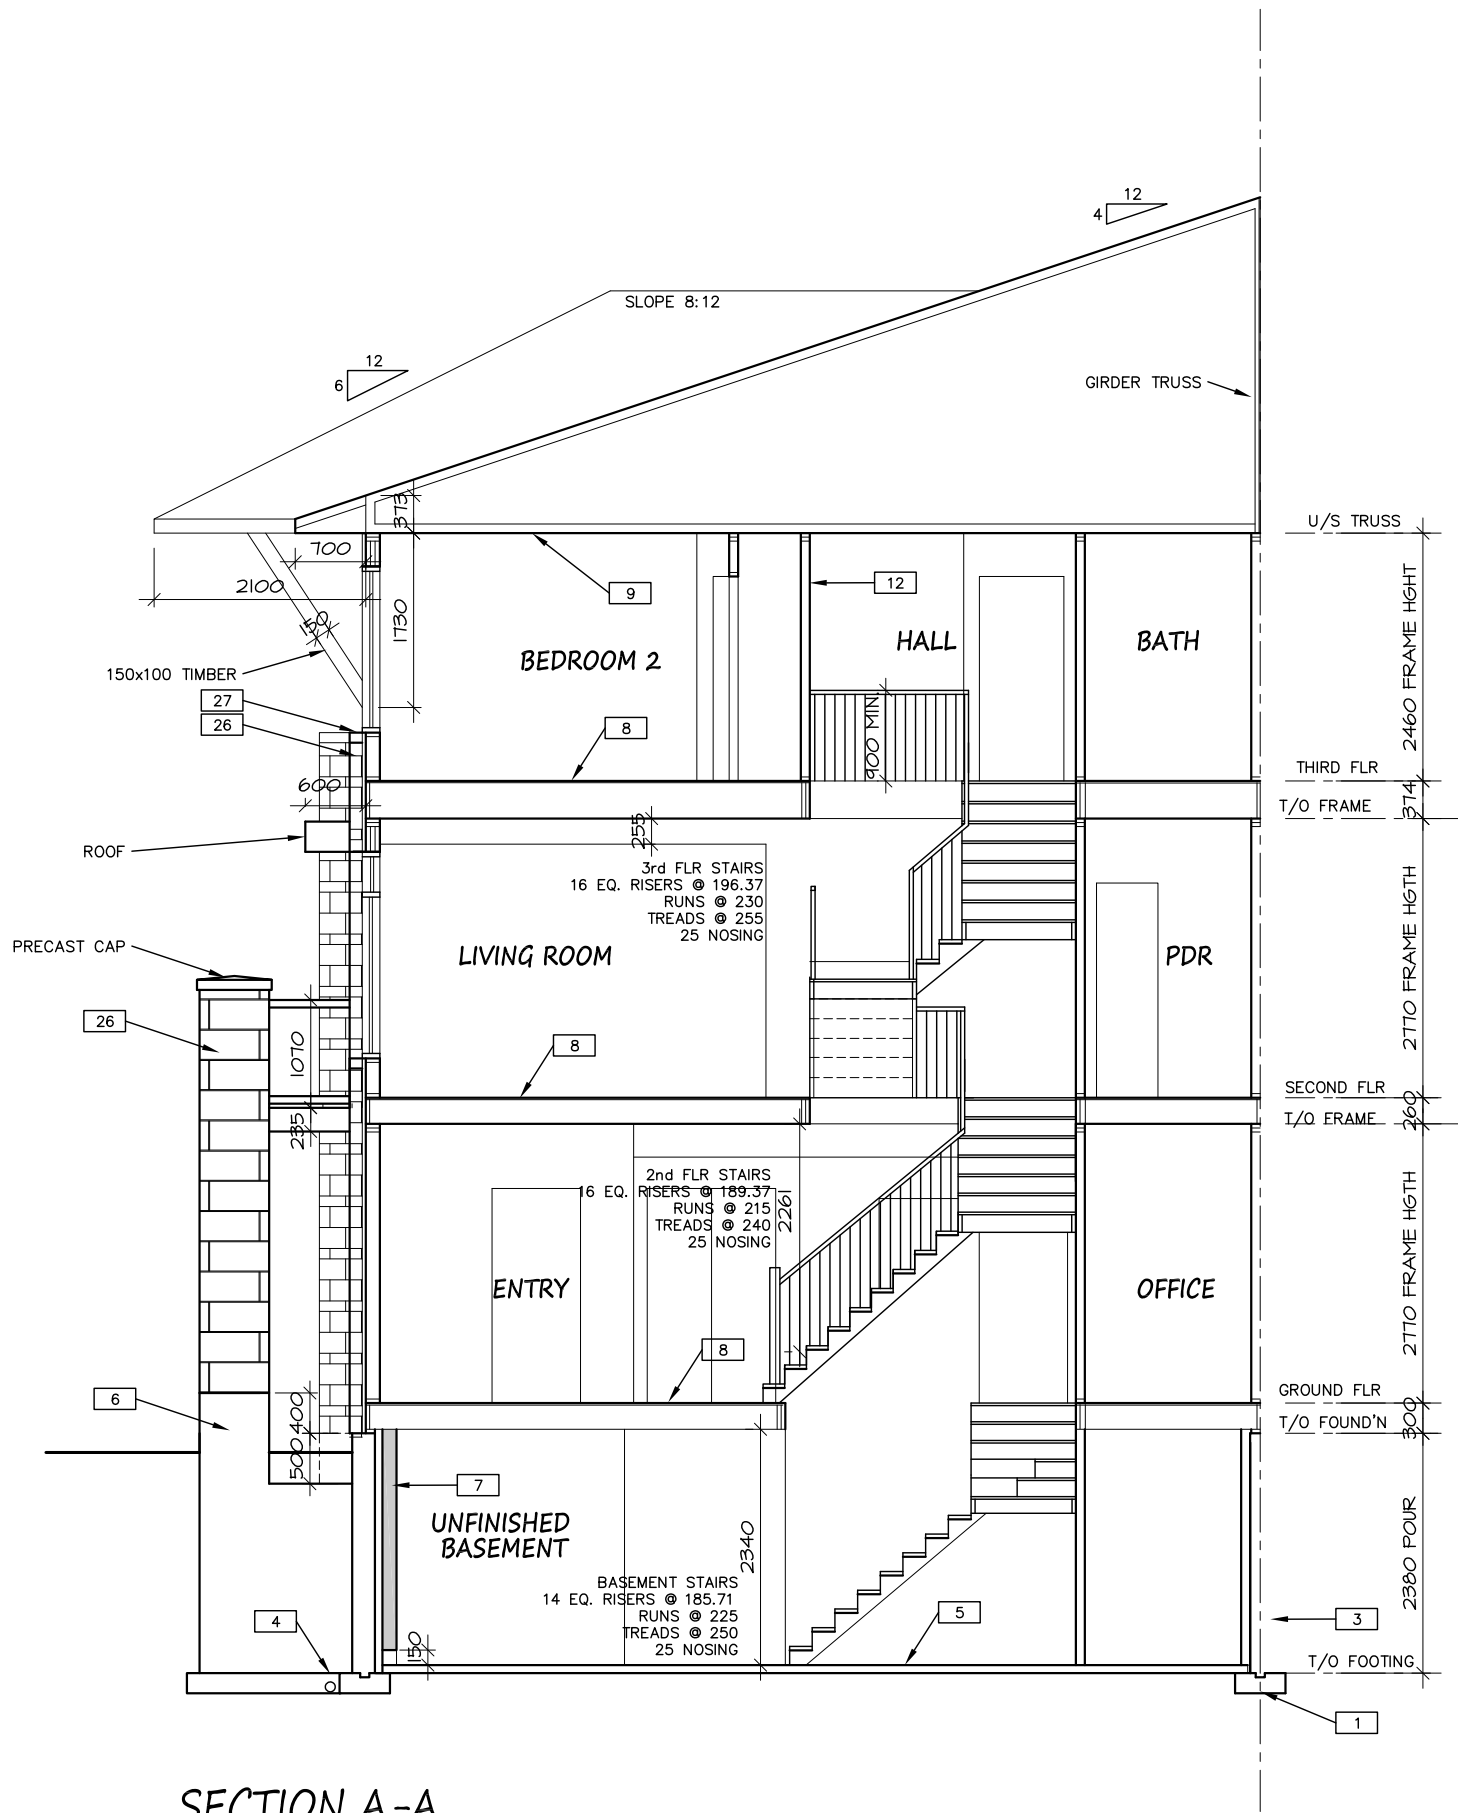 12
4
SLOPE 8:12
12
6
GIRDER TRUSS
U/S TRUSS
373
700
2100
9
12
150
1730
2460 FRAME HGHT
HALL
BATH
BEDROOM 2
150x100 TIMBER
27
26
8
900 MIN.
THIRD FLR
600
374
T/O FRAME
255
ROOF
3rd FLR STAIRS
16 EQ. RISERS @ 196.37
RUNS @ 230
TREADS @ 255
25 NOSING
PRECAST CAP
LIVING ROOM
PDR
2770 FRAME HGTH
26
1070
8
SECOND FLR
260
T/O FRAME
235
2nd FLR STAIRS
16 EQ. RISERS @ 189.37
RUNS @ 215
TREADS @ 240
25 NOSING
2261
2770 FRAME HGTH
ENTRY
OFFICE
8
6
GROUND FLR
400
300
T/O FOUND'N
500
7
UNFINISHED
BASEMENT
2340
2380 POUR
BASEMENT STAIRS
14 EQ. RISERS @ 185.71
RUNS @ 225
TREADS @ 250
25 NOSING
4
5
3
150
T/O FOOTING
1
SECTION A-A